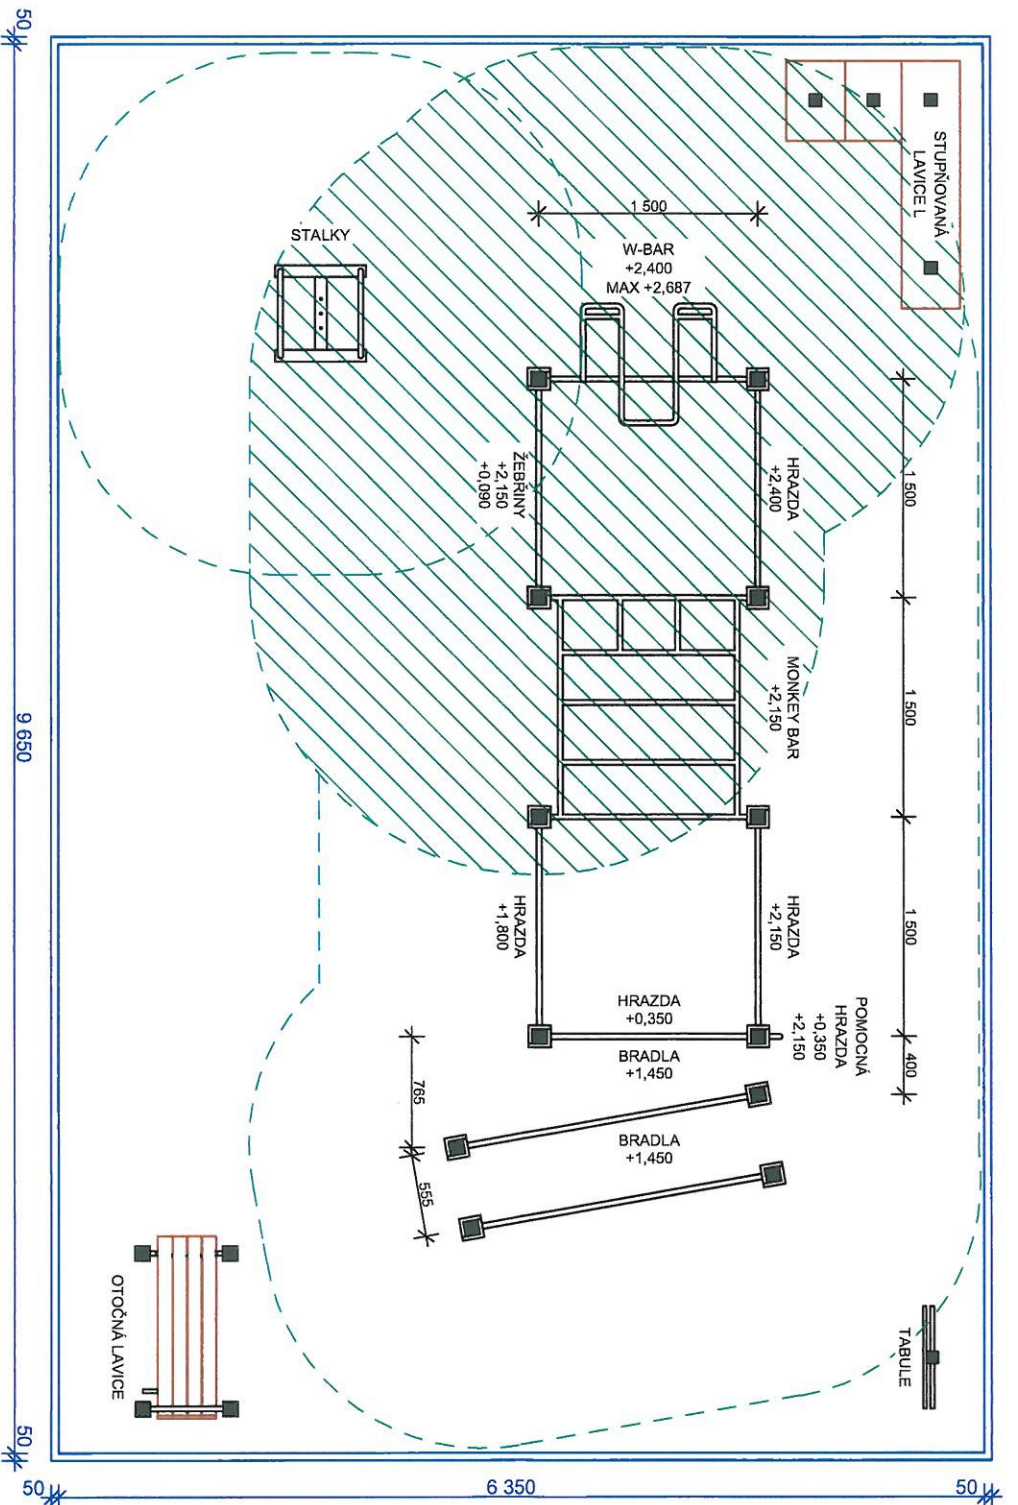 50
STUPŇOVANÁ
LAVICE L
1 500
STALKY
W-BAR
+2,400
MAX +2,687
1 500
HRAZDA
+2,400
ŽEBŘINY
+2,150
+0,090
MONKEY BAR
+2,150
1 500
9 650
HRAZDA
+2,150
1 500
HRAZDA
+1,800
HRAZDA
+0,350
POMOCNÁ
HRAZDA
+0,350
+2,150
400
BRADLA
+1,450
765
BRADLA
+1,450
555
OTOČNÁ LAVICE
TABULE
50
50
6 350
50